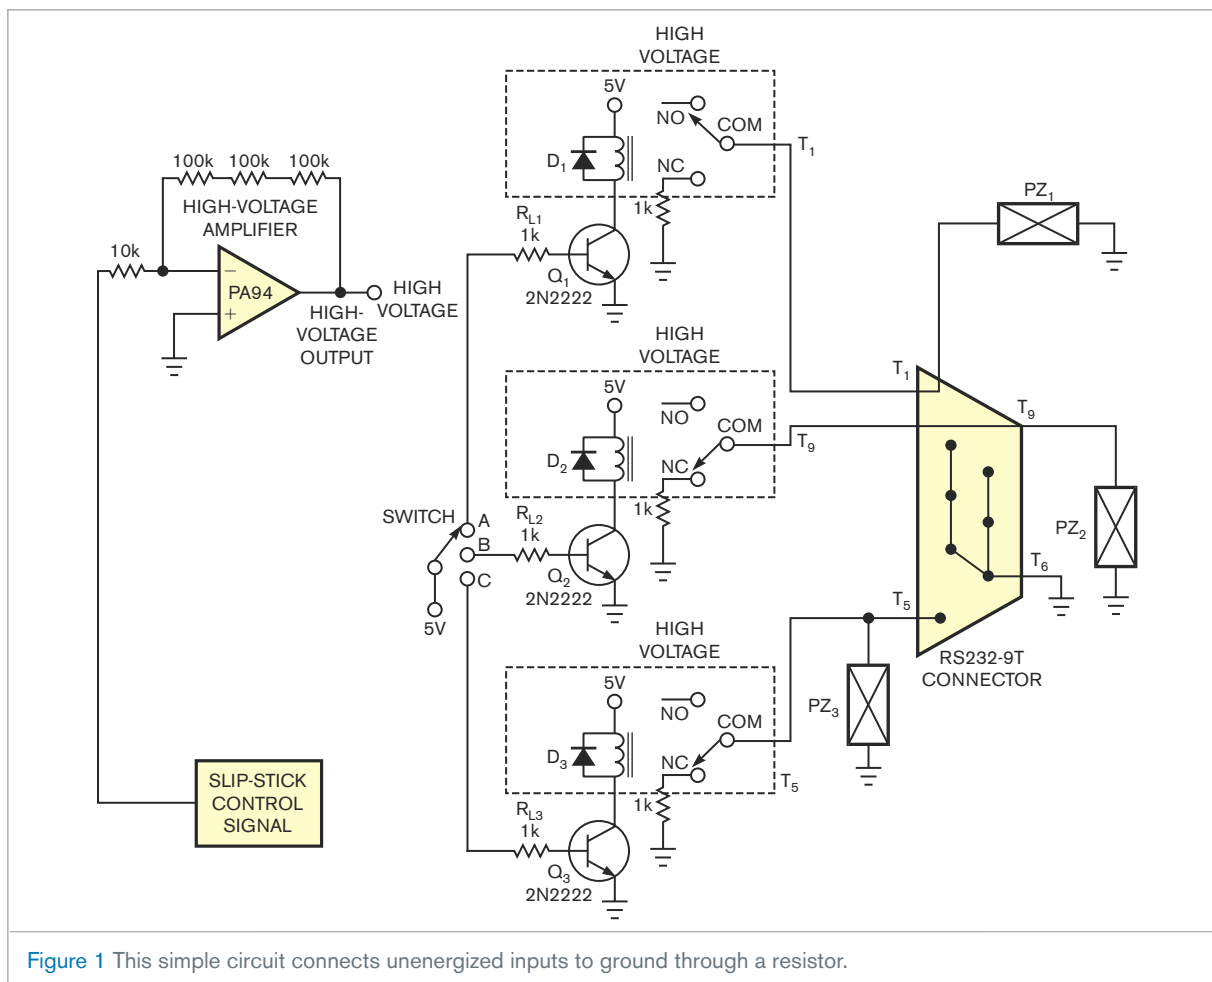 HIGH
VOLTAGE
5V
NO
COM
D1
NC
T1
1k
100k 100k 100k
HIGH-VOLTAGE
AMPLIFIER
10k
PA94
−
+
HIGH
VOLTAGE
HIGH-
VOLTAGE
OUTPUT
RL1
1k
Q1
2N2222
PZ1
HIGH
VOLTAGE
5V
NO
COM
D2
NC
T9
1k
SWITCH
A
B
C
5V
RL2
1k
Q2
2N2222
T1
T9
PZ2
T6
T5
RS232-9T
CONNECTOR
PZ3
HIGH
VOLTAGE
5V
NO
COM
D3
NC
T5
1k
RL3
1k
Q3
2N2222
SLIP-STICK
CONTROL
SIGNAL
Figure 1 This simple circuit connects unenergized inputs to ground through a resistor.